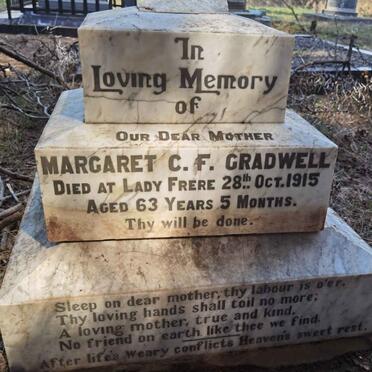 In
Loving Memory
of
Our Dear Mother
MARGARET C. F. GRADWELL
Died at Lady Frere 28th Oct. 1915
Aged 63 Years 5 Months.
Thy will be done.
Sleep on dear mother, thy labour is o'er,
Thy loving hands shall toil no more;
A loving mother, true and kind,
No friend on earth like thee we find.
After life's weary conflicts Heaven's sweet rest.